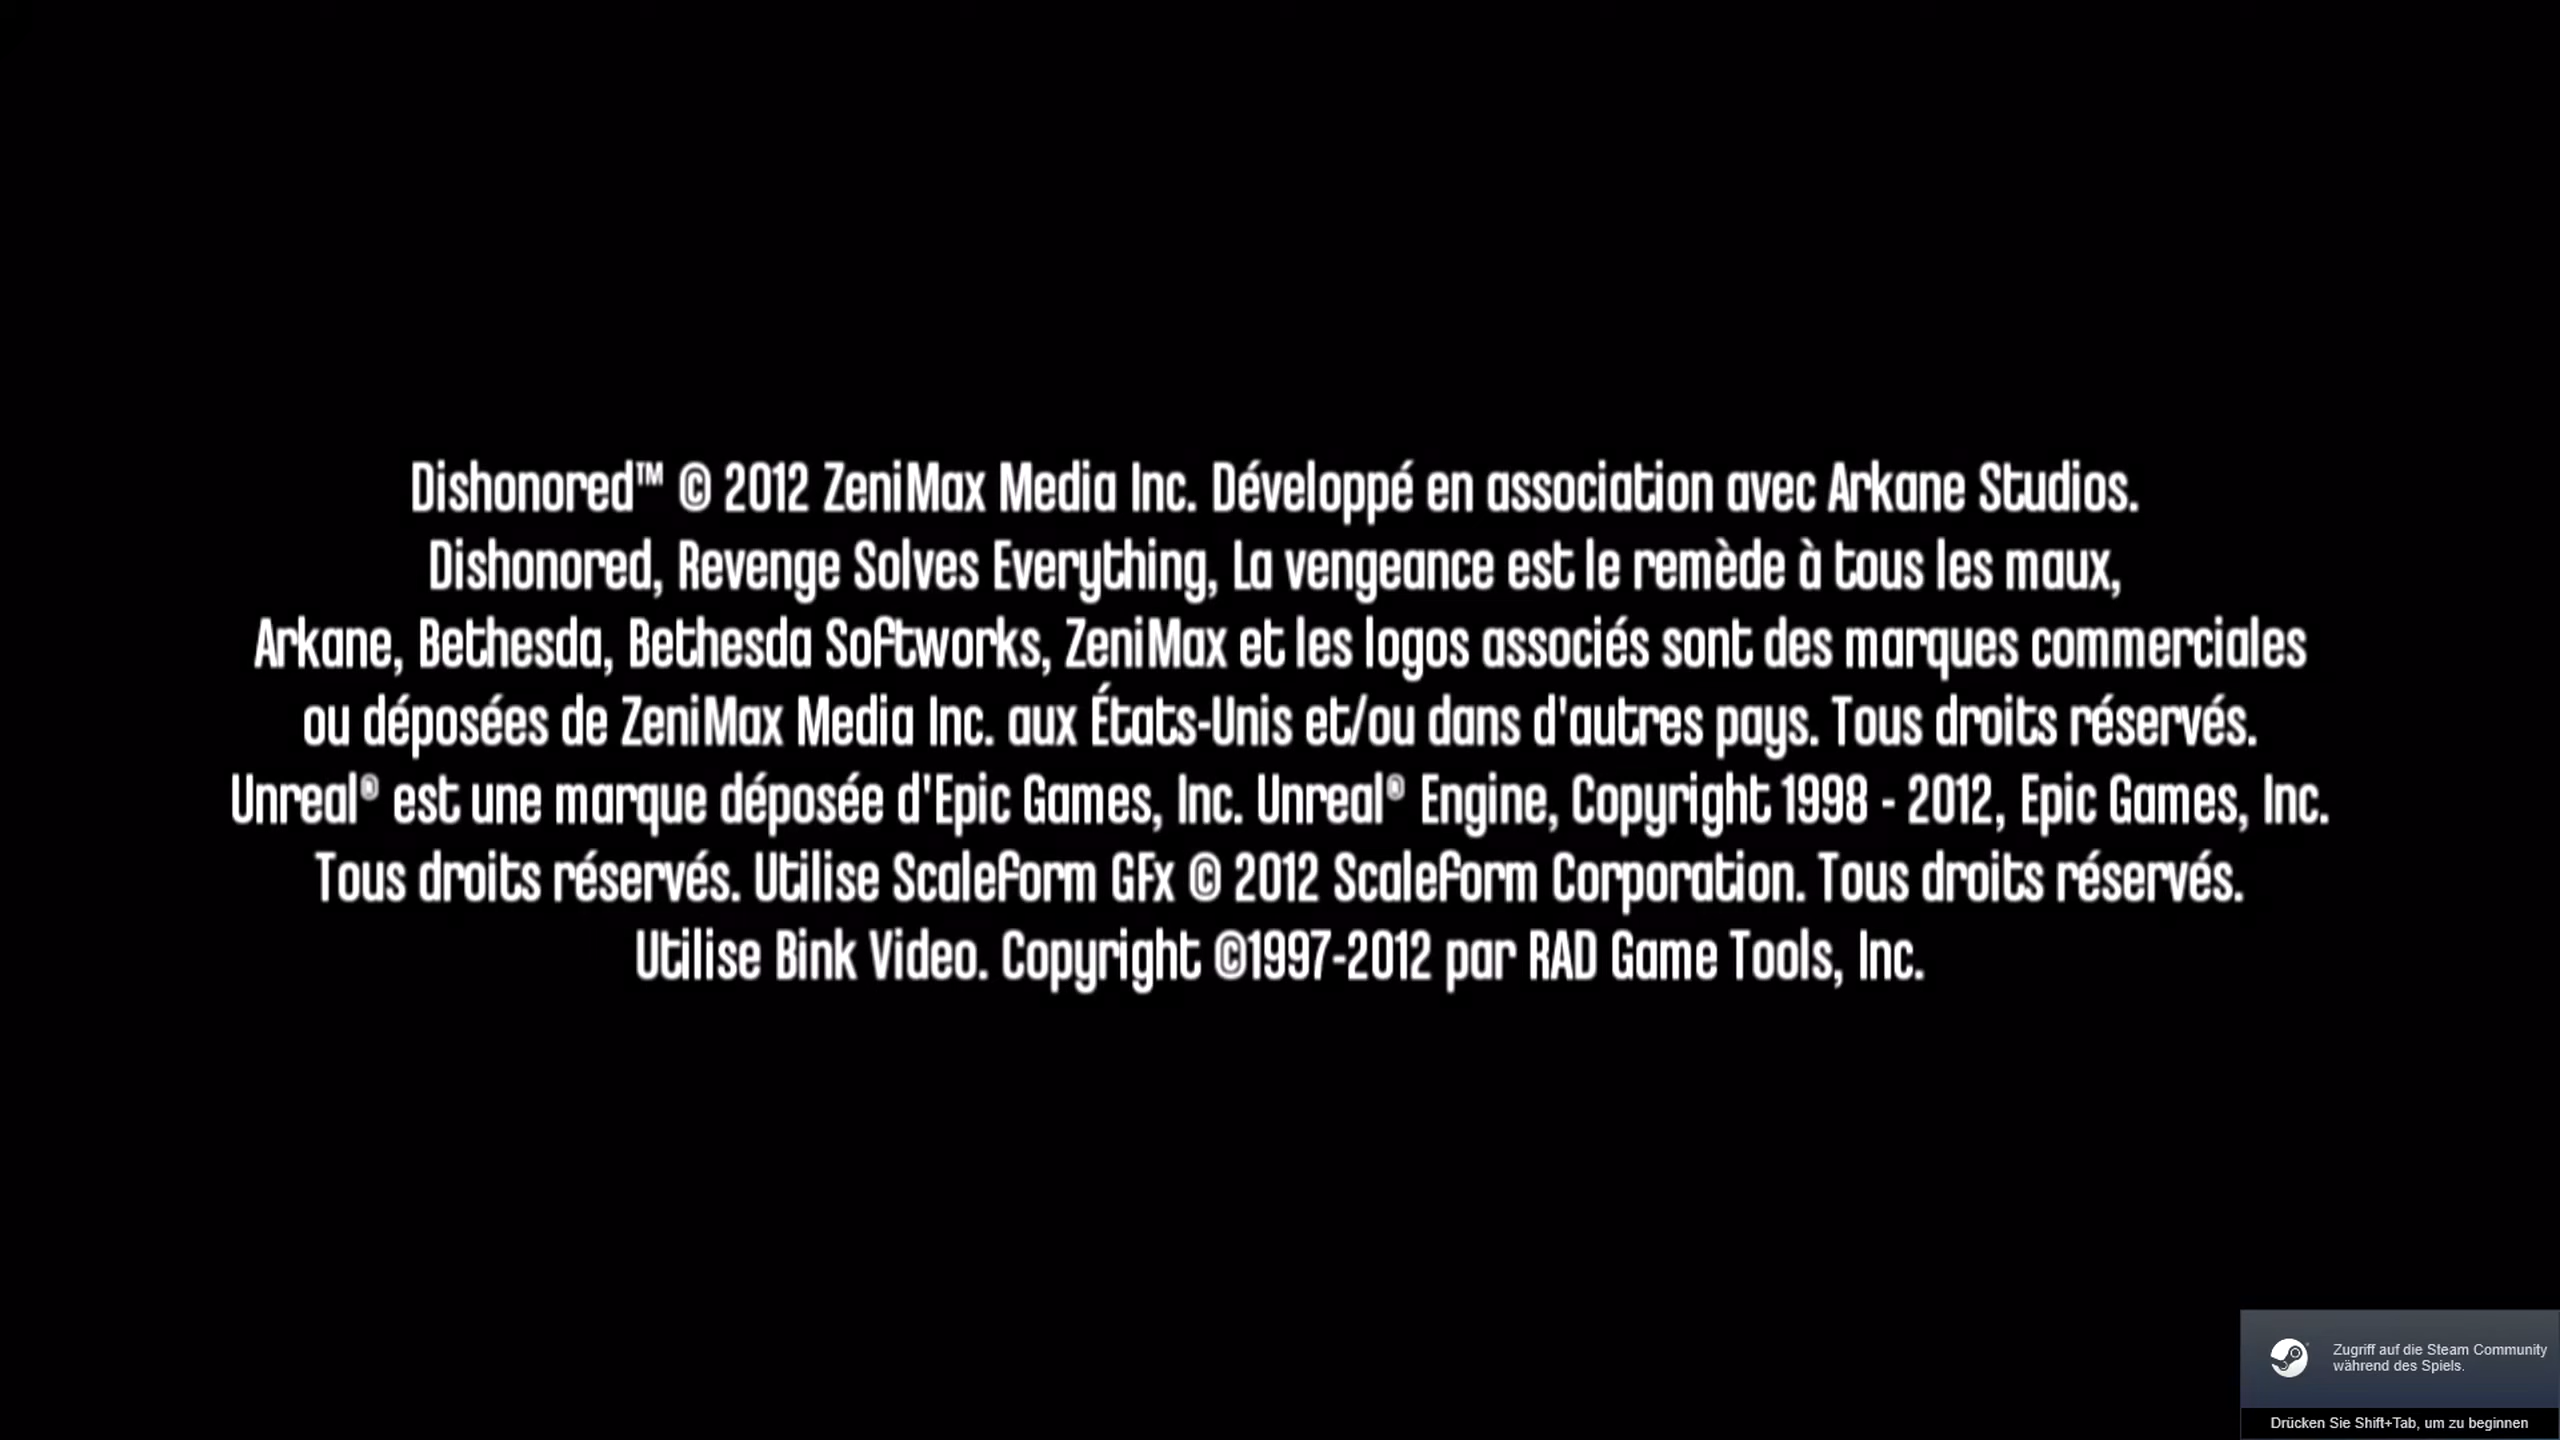 Dishonored™ © 2012 ZeniMax Media Inc. Développé en association avec Arkane Studios.
Dishonored, Revenge Solves Everything, La vengeance est le remède à tous les maux,
Arkane, Bethesda, Bethesda Softworks, ZeniMax et les logos associés sont des marques commerciales
ou déposées de ZeniMax Media Inc. aux États-Unis et/ou dans d'autres pays. Tous droits réservés.
Unreal® est une marque déposée d'Epic Games, Inc. Unreal® Engine, Copyright 1998 - 2012, Epic Games, Inc.
Tous droits réservés. Utilise Scaleform GFx © 2012 Scaleform Corporation. Tous droits réservés.
Utilise Bink Video. Copyright ©1997-2012 par RAD Game Tools, Inc.
Zugriff auf die Steam Community
während des Spiels.
Drücken Sie Shift+Tab, um zu beginnen